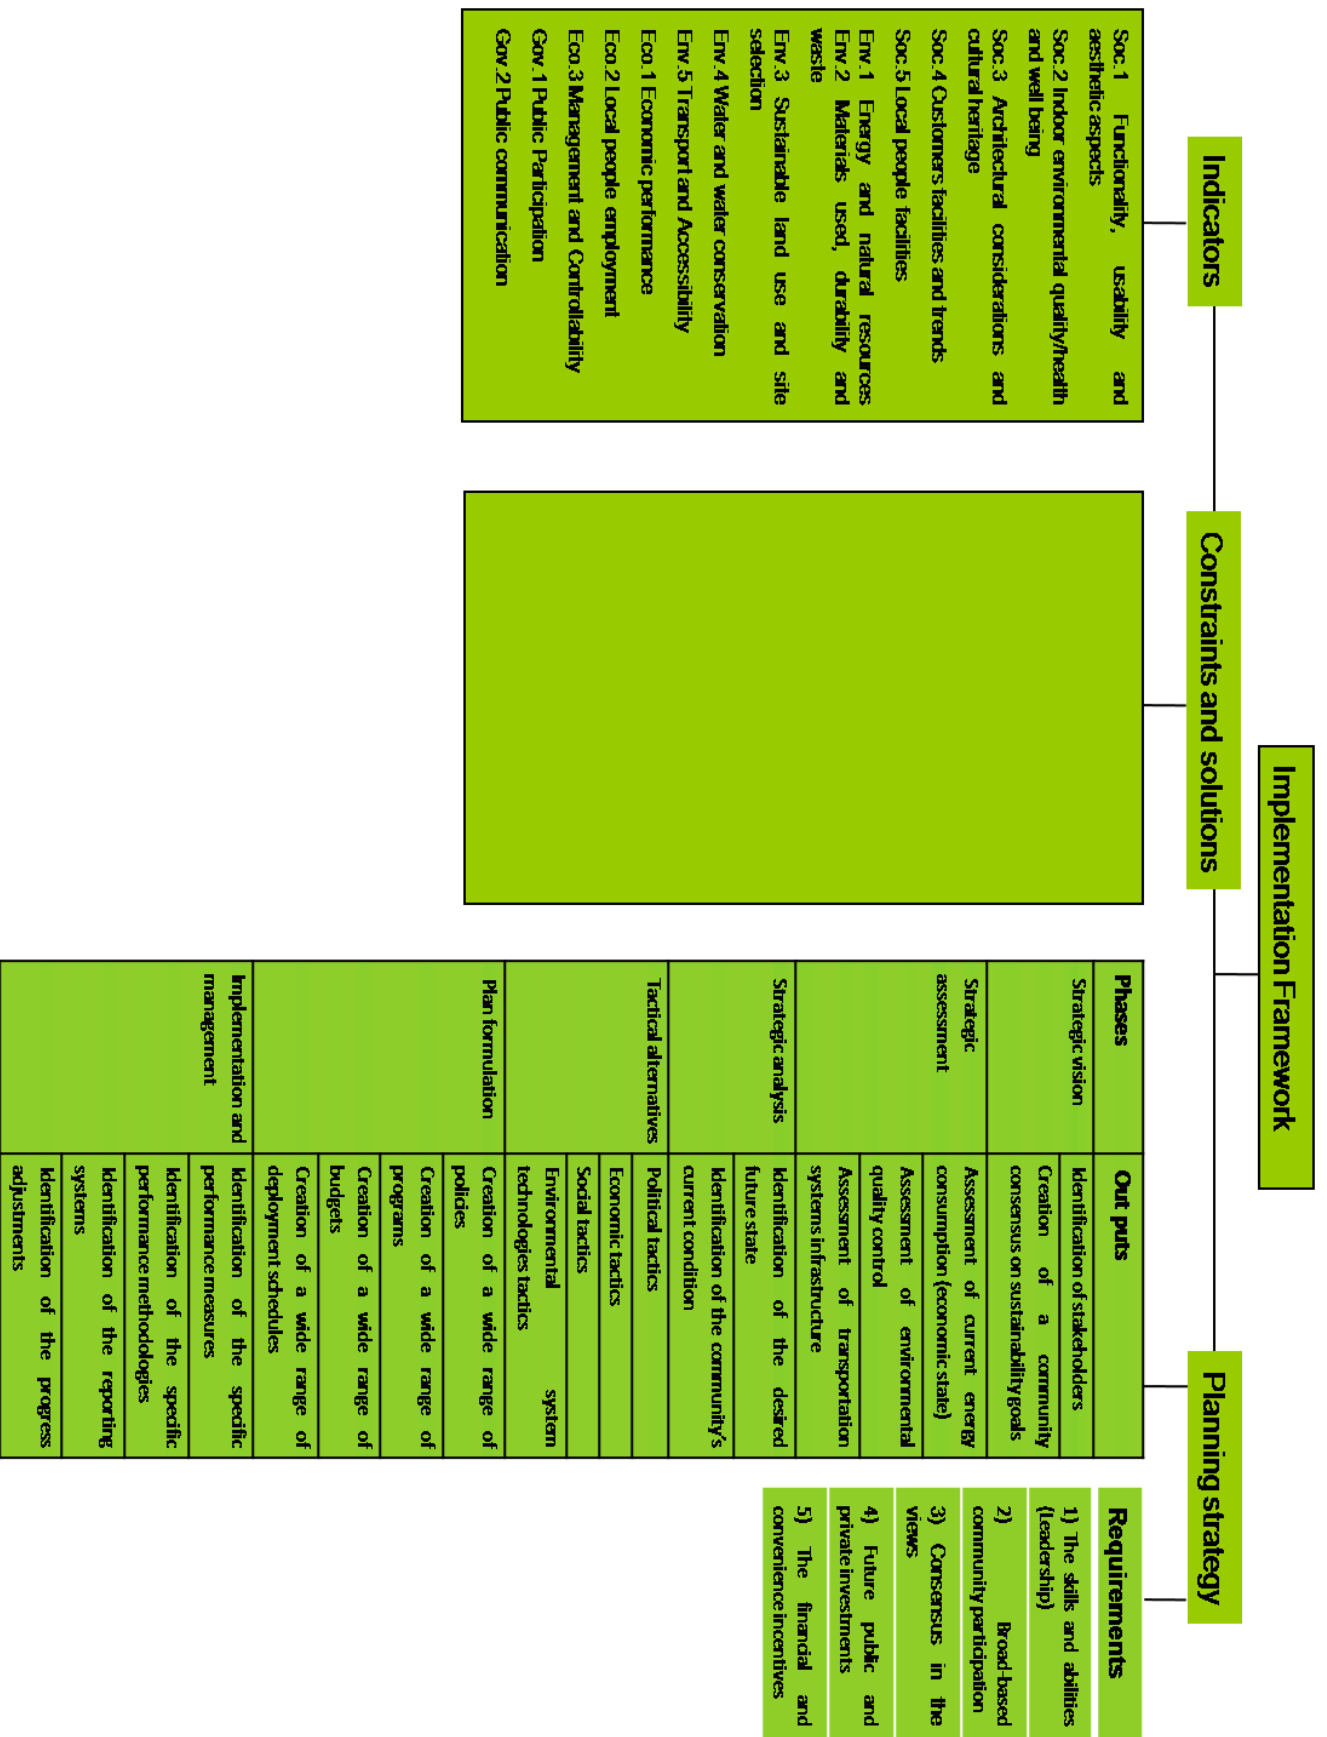 Implementation Framework
Indicators
Constraints and solutions
Planning strategy
Soc.1 Functionality, usability and
aesthetic aspects
Soc.2 Indoor environmental quality/health
and well being
Soc.3 Architectural considerations and
cultural heritage
Soc.4 Customers facilities and trends
Soc.5 Local people facilities
Env.1 Energy and natural resources
Env.2 Materials used, durability and
waste
Env.3 Sustainable land use and site
selection
Env.4 Water and water conservation
Env.5 Transport and Accessibility
Eco.1 Economic performance
Eco.2 Local people employment
Eco.3 Management and Controllability
Gov.1 Public Participation
Gov.2 Public communication
Phases
Out puts
Strategic vision
Identification of stakeholders
Creation of a community
consensus on sustainability goals
Strategic
assessment
Assessment of current energy
consumption (economic state)
Assessment of environmental
quality control
Assessment of transportation
systems infrastructure
Strategic analysis
Identification of the desired
future state
Identification of the community's
current condition
Tactical alternatives
Political tactics
Economic tactics
Social tactics
Environmental system
technologies tactics
Plan formulation
Creation of a wide range of
policies
Creation of a wide range of
programs
Creation of a wide range of
budgets
Creation of a wide range of
deployment schedules
Implementation and
management
Identification of the specific
performance measures
Identification of the specific
performance methodologies
Identification of the reporting
systems
Identification of the progress
adjustments
Requirements
1) The skills and abilities
(Leadership)
2) Broad-based
community participation
3) Consensus in the
views
4) Future public and
private investments
5) The financial and
convenience incentives